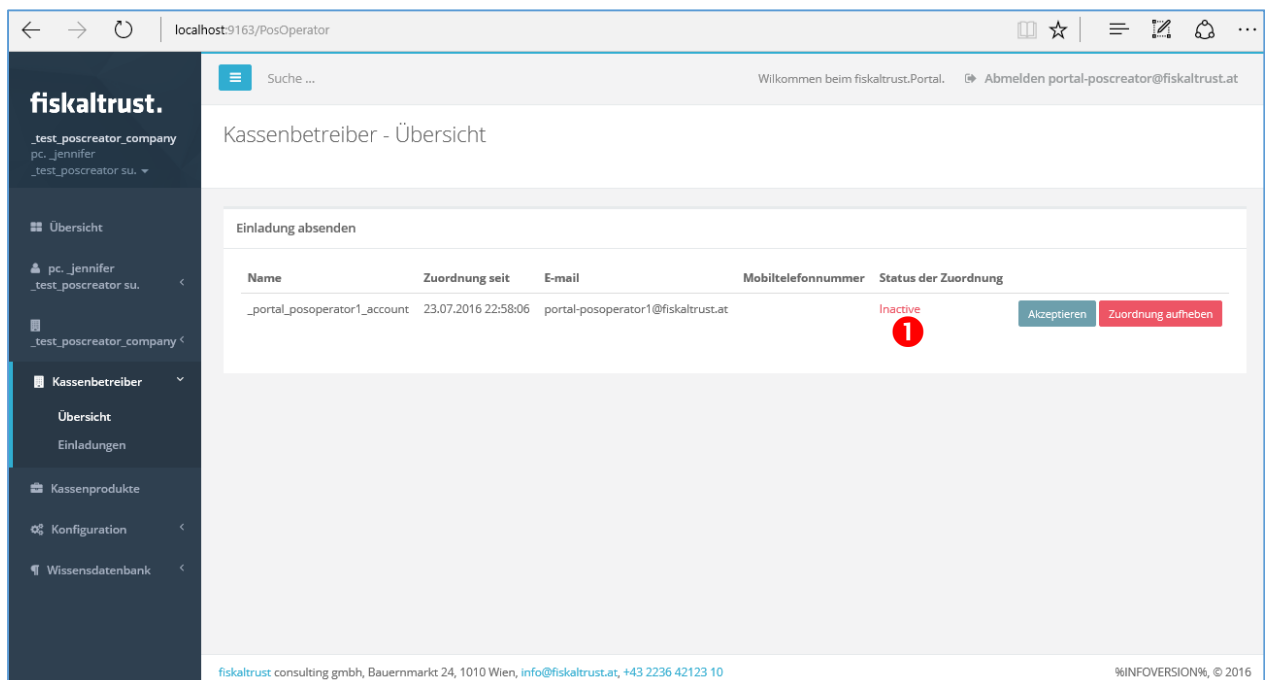 localhost:9163/PosOperator
fiskaltrust.
_test_poscreator_company
pc. _jennifer
_test_poscreator su.
Suche ...
Wilkommen beim fiskaltrust.Portal.
Abmelden portal-poscreator@fiskaltrust.at
Kassenbetreiber - Übersicht
Übersicht
pc. _jennifer
_test_poscreator su.
_test_poscreator_company
Kassenbetreiber
Übersicht
Einladungen
Kassenprodukte
Konfiguration
Wissensdatenbank
Einladung absenden
Name Zuordnung seit E-mail Mobiltelefonnummer Status der Zuordnung
_portal_posoperator1_account 23.07.2016 22:58:06 portal-posoperator1@fiskaltrust.at Inactive Akzeptieren Zuordnung aufheben
1
fiskaltrust consulting gmbh, Bauernmarkt 24, 1010 Wien, info@fiskaltrust.at, +43 2236 42123 10
%INFOVERSION%, © 2016